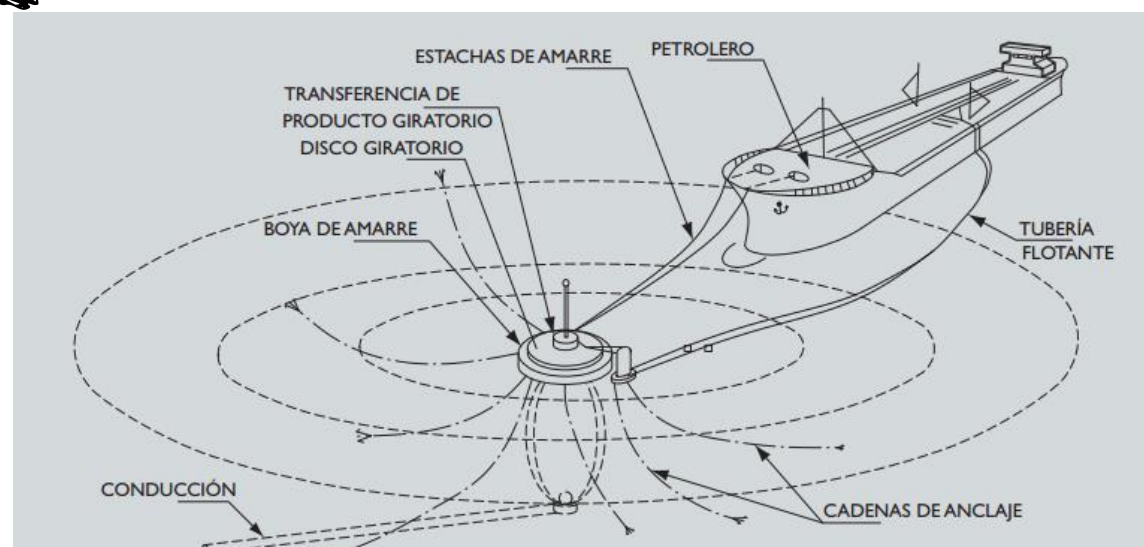 ESTACHAS DE AMARRE
PETROLERO
TRANSFERENCIA DE
PRODUCTO GIRATORIO
DISCO GIRATORIO
BOYA DE AMARRE
TUBERÍA
FLOTANTE
CONDUCCIÓN
CADENAS DE ANCLAJE